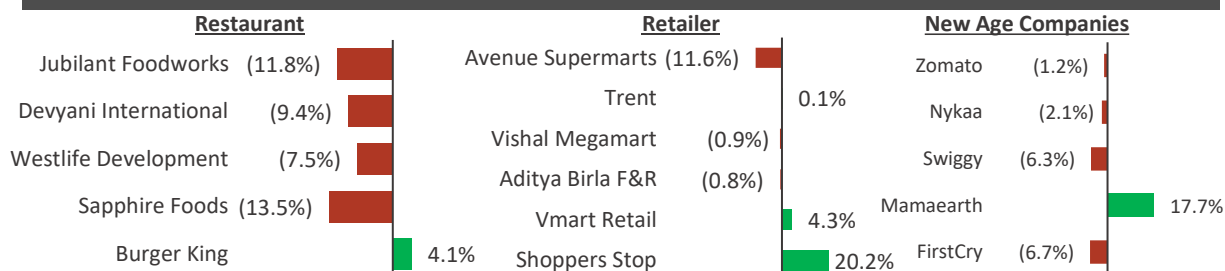 Restaurant
Jubilant Foodworks (11.8%)
Devyani International (9.4%)
Westlife Development (7.5%)
Sapphire Foods (13.5%)
Burger King 4.1%
Retailer
Avenue Supermarts (11.6%)
Trent 0.1%
Vishal Megamart (0.9%)
Aditya Birla F&R (0.8%)
Vmart Retail 4.3%
Shoppers Stop 20.2%
New Age Companies
Zomato (1.2%)
Nykaa (2.1%)
Swiggy (6.3%)
Mamaearth 17.7%
FirstCry (6.7%)